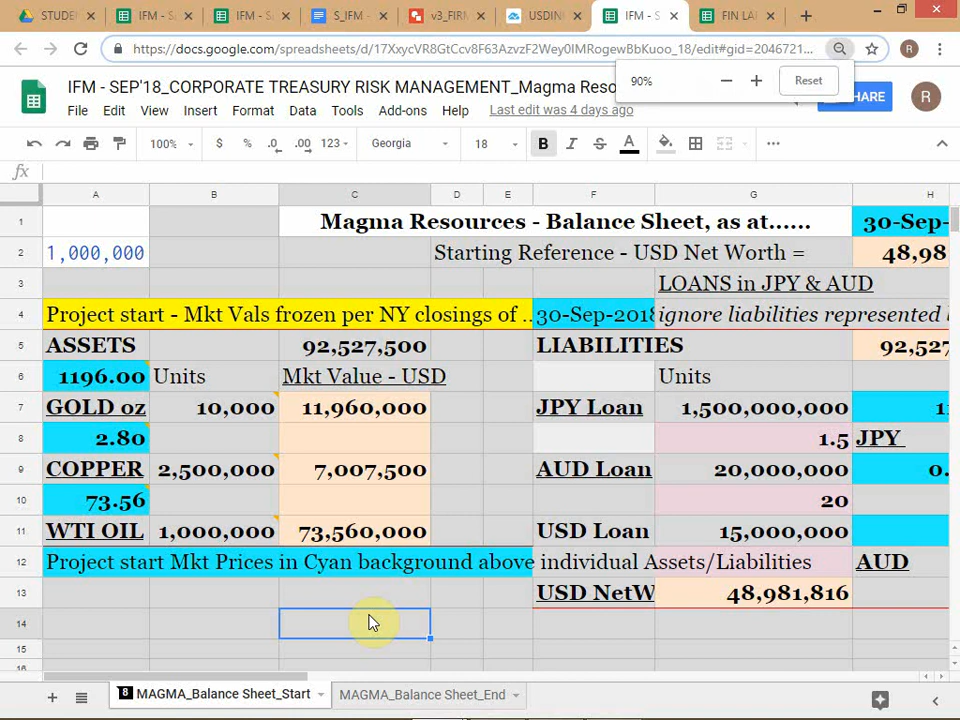 STUDE
IFM - S
IFM - S
S_IFM -
v3_FIRM
USDIN
IFM - S
FIN LA
https://docs.google.com/spreadsheets/d/17XxycVR8GtCcv8F63AzvzF2Wey0IMRogewBbKuoo_18/edit#gid=2046721...
R
90%
Reset
IFM - SEP'18_CORPORATE TREASURY RISK MANAGEMENT_Magma Reso
SHARE
R
File Edit View Insert Format Data Tools Add-ons Help Last edit was 4 days ago
100% $ % .0 .00 123 Georgia 18 B I S A
fx
A B C D E F G H
1 Magma Resources - Balance Sheet, as at...... 30-Sep-
2 1,000,000 Starting Reference - USD Net Worth = 48,98
3 LOANS in JPY & AUD
4 Project start - Mkt Vals frozen per NY closings of .. 30-Sep-2018 ignore liabilities represented
5 ASSETS 92,527,500 LIABILITIES 92,527
6 1196.00 Units Mkt Value - USD Units
7 GOLD oz 10,000 11,960,000 JPY Loan 1,500,000,000 11
8 2.80 1.5 JPY
9 COPPER 2,500,000 7,007,500 AUD Loan 20,000,000 0.
10 73.56 20
11 WTI OIL 1,000,000 73,560,000 USD Loan 15,000,000
12 Project start Mkt Prices in Cyan background above individual Assets/Liabilities AUD
13 USD NetW 48,981,816
14
15
16
8 MAGMA_Balance Sheet_Start MAGMA_Balance Sheet_End